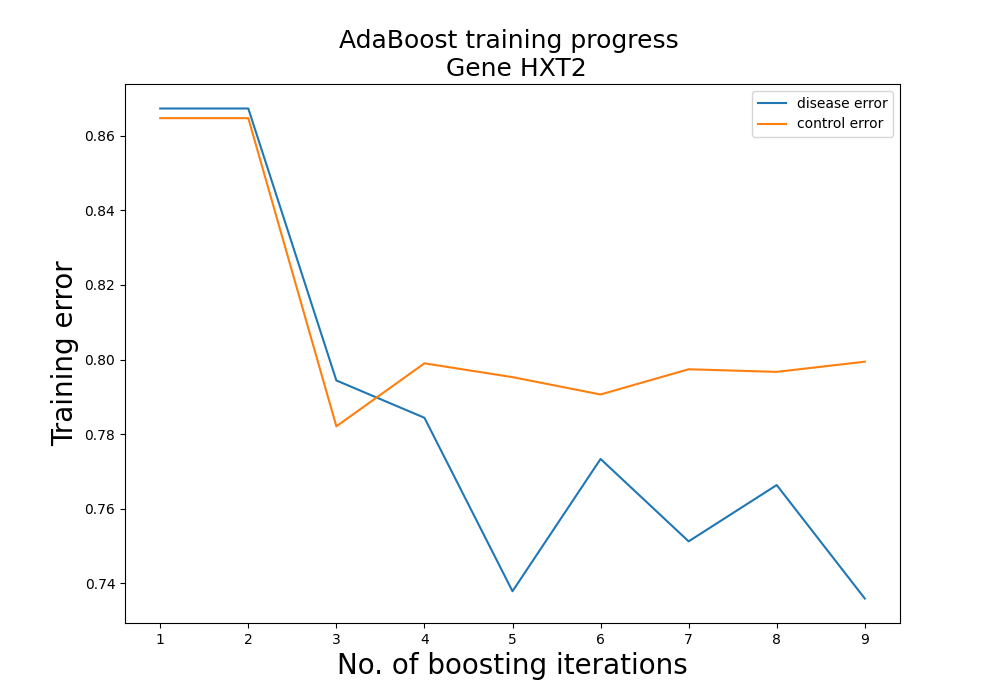 AdaBoost training progress
Gene HXT2
disease error
control error
0.86
0.84
0.82
0.80
0.78
0.76
0.74
Training error
1 2 3 4 5 6 7 8 9
No. of boosting iterations